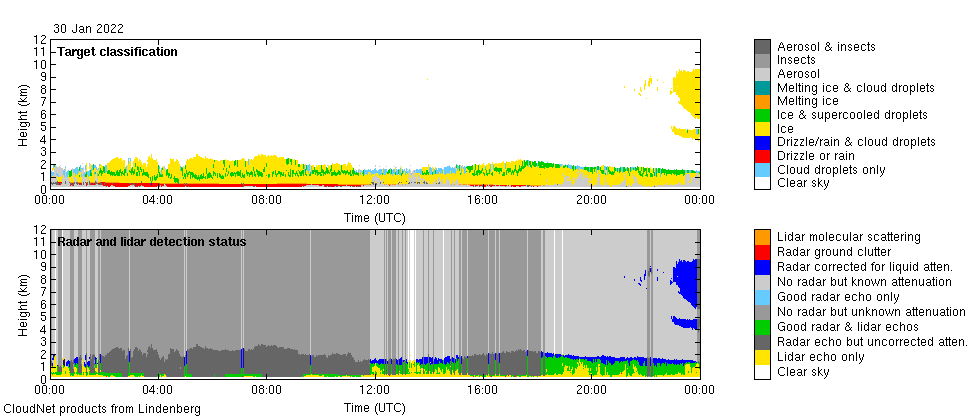 30 Jan 2022
Target classification
Height (km)
12
11
10
9
8
7
6
5
4
3
2
1
0
00:00 04:00 08:00 12:00 16:00 20:00 00:00
Time (UTC)
Aerosol & insects
Insects
Aerosol
Melting ice & cloud droplets
Melting ice
Ice & supercooled droplets
Ice
Drizzle/rain & cloud droplets
Drizzle or rain
Cloud droplets only
Clear sky
Radar and lidar detection status
Height (km)
12
11
10
9
8
7
6
5
4
3
2
1
0
00:00 04:00 08:00 12:00 16:00 20:00 00:00
Time (UTC)
Lidar molecular scattering
Radar ground clutter
Radar corrected for liquid atten.
No radar but known attenuation
Good radar echo only
No radar but unknown attenuation
Good radar & lidar echos
Radar echo but uncorrected atten.
Lidar echo only
Clear sky
CloudNet products from Lindenberg